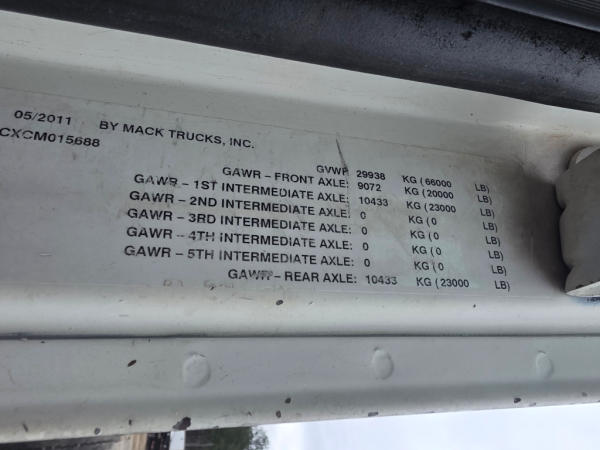 05/2011 BY MACK TRUCKS, INC.
CXCM015688
GVWR 29938 KG ( 66000 LB)
GAWR - FRONT AXLE: 9072 KG ( 20000 LB)
GAWR - 1ST INTERMEDIATE AXLE: 10433 KG ( 23000 LB)
GAWR - 2ND INTERMEDIATE AXLE: 0 KG ( 0 LB)
GAWR - 3RD INTERMEDIATE AXLE: 0 KG ( 0 LB)
GAWR - 4TH INTERMEDIATE AXLE: 0 KG ( 0 LB)
GAWR - 5TH INTERMEDIATE AXLE: 0 KG ( 0 LB)
GAWR - REAR AXLE: 10433 KG ( 23000 LB)